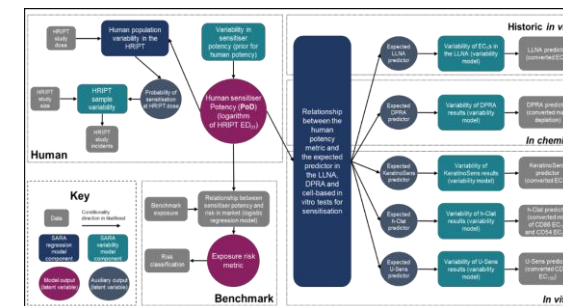 HRIPT
study
dose
Human population
variability in the
HRIPT
Variability in
sensitiser
potency (prior for
human potency)
HRIPT
study
size
HRIPT
sample
variability
Probability of
sensitisation
at HRIPT dose
Human sensitiser
Potency (PoD)
(logarithm
of HRIPT ED₀₁)
HRIPT
study
incidents
Human
Key
Data
Conditionality
direction in likelihood
SARA
regression
model
component
SARA
variability
model
component
Model output
(latent variable)
Auxiliary output
(latent variable)
Benchmark
exposure
Relationship between
sensitiser potency and
risk in market (logistic
regression model)
Risk
classification
Exposure risk
metric
Benchmark
Relationship
between the
human
potency
metric and
the expected
predictor in
the LLNA,
DPRA and
cell-based in
vitro tests for
sensitisation
Historic in vi
Expected
LLNA
predictor
Variability of EC₃s in
the LLNA (variability
model)
LLNA predic
(converted EC
Expected
DPRA
predictor
Variability of DPRA
results (variability
model)
DPRA predic
(converted m
depletion)
In chemi
Expected
KeratinoSens
predictor
Variability of
KeratinoSens results
(variability model)
KeratinoSen
predictor
(converted EC
Expected
h-Clat
predictor
Variability of h-Clat
results (variability
model)
h-Clat predic
(converted m
of CD86 EC
and CD54 EC
Expected
U-Sens
predictor
Variability of U-Sens
results (variability
model)
U-Sens predic
(converted CD
EC₁₅₀)
In vi